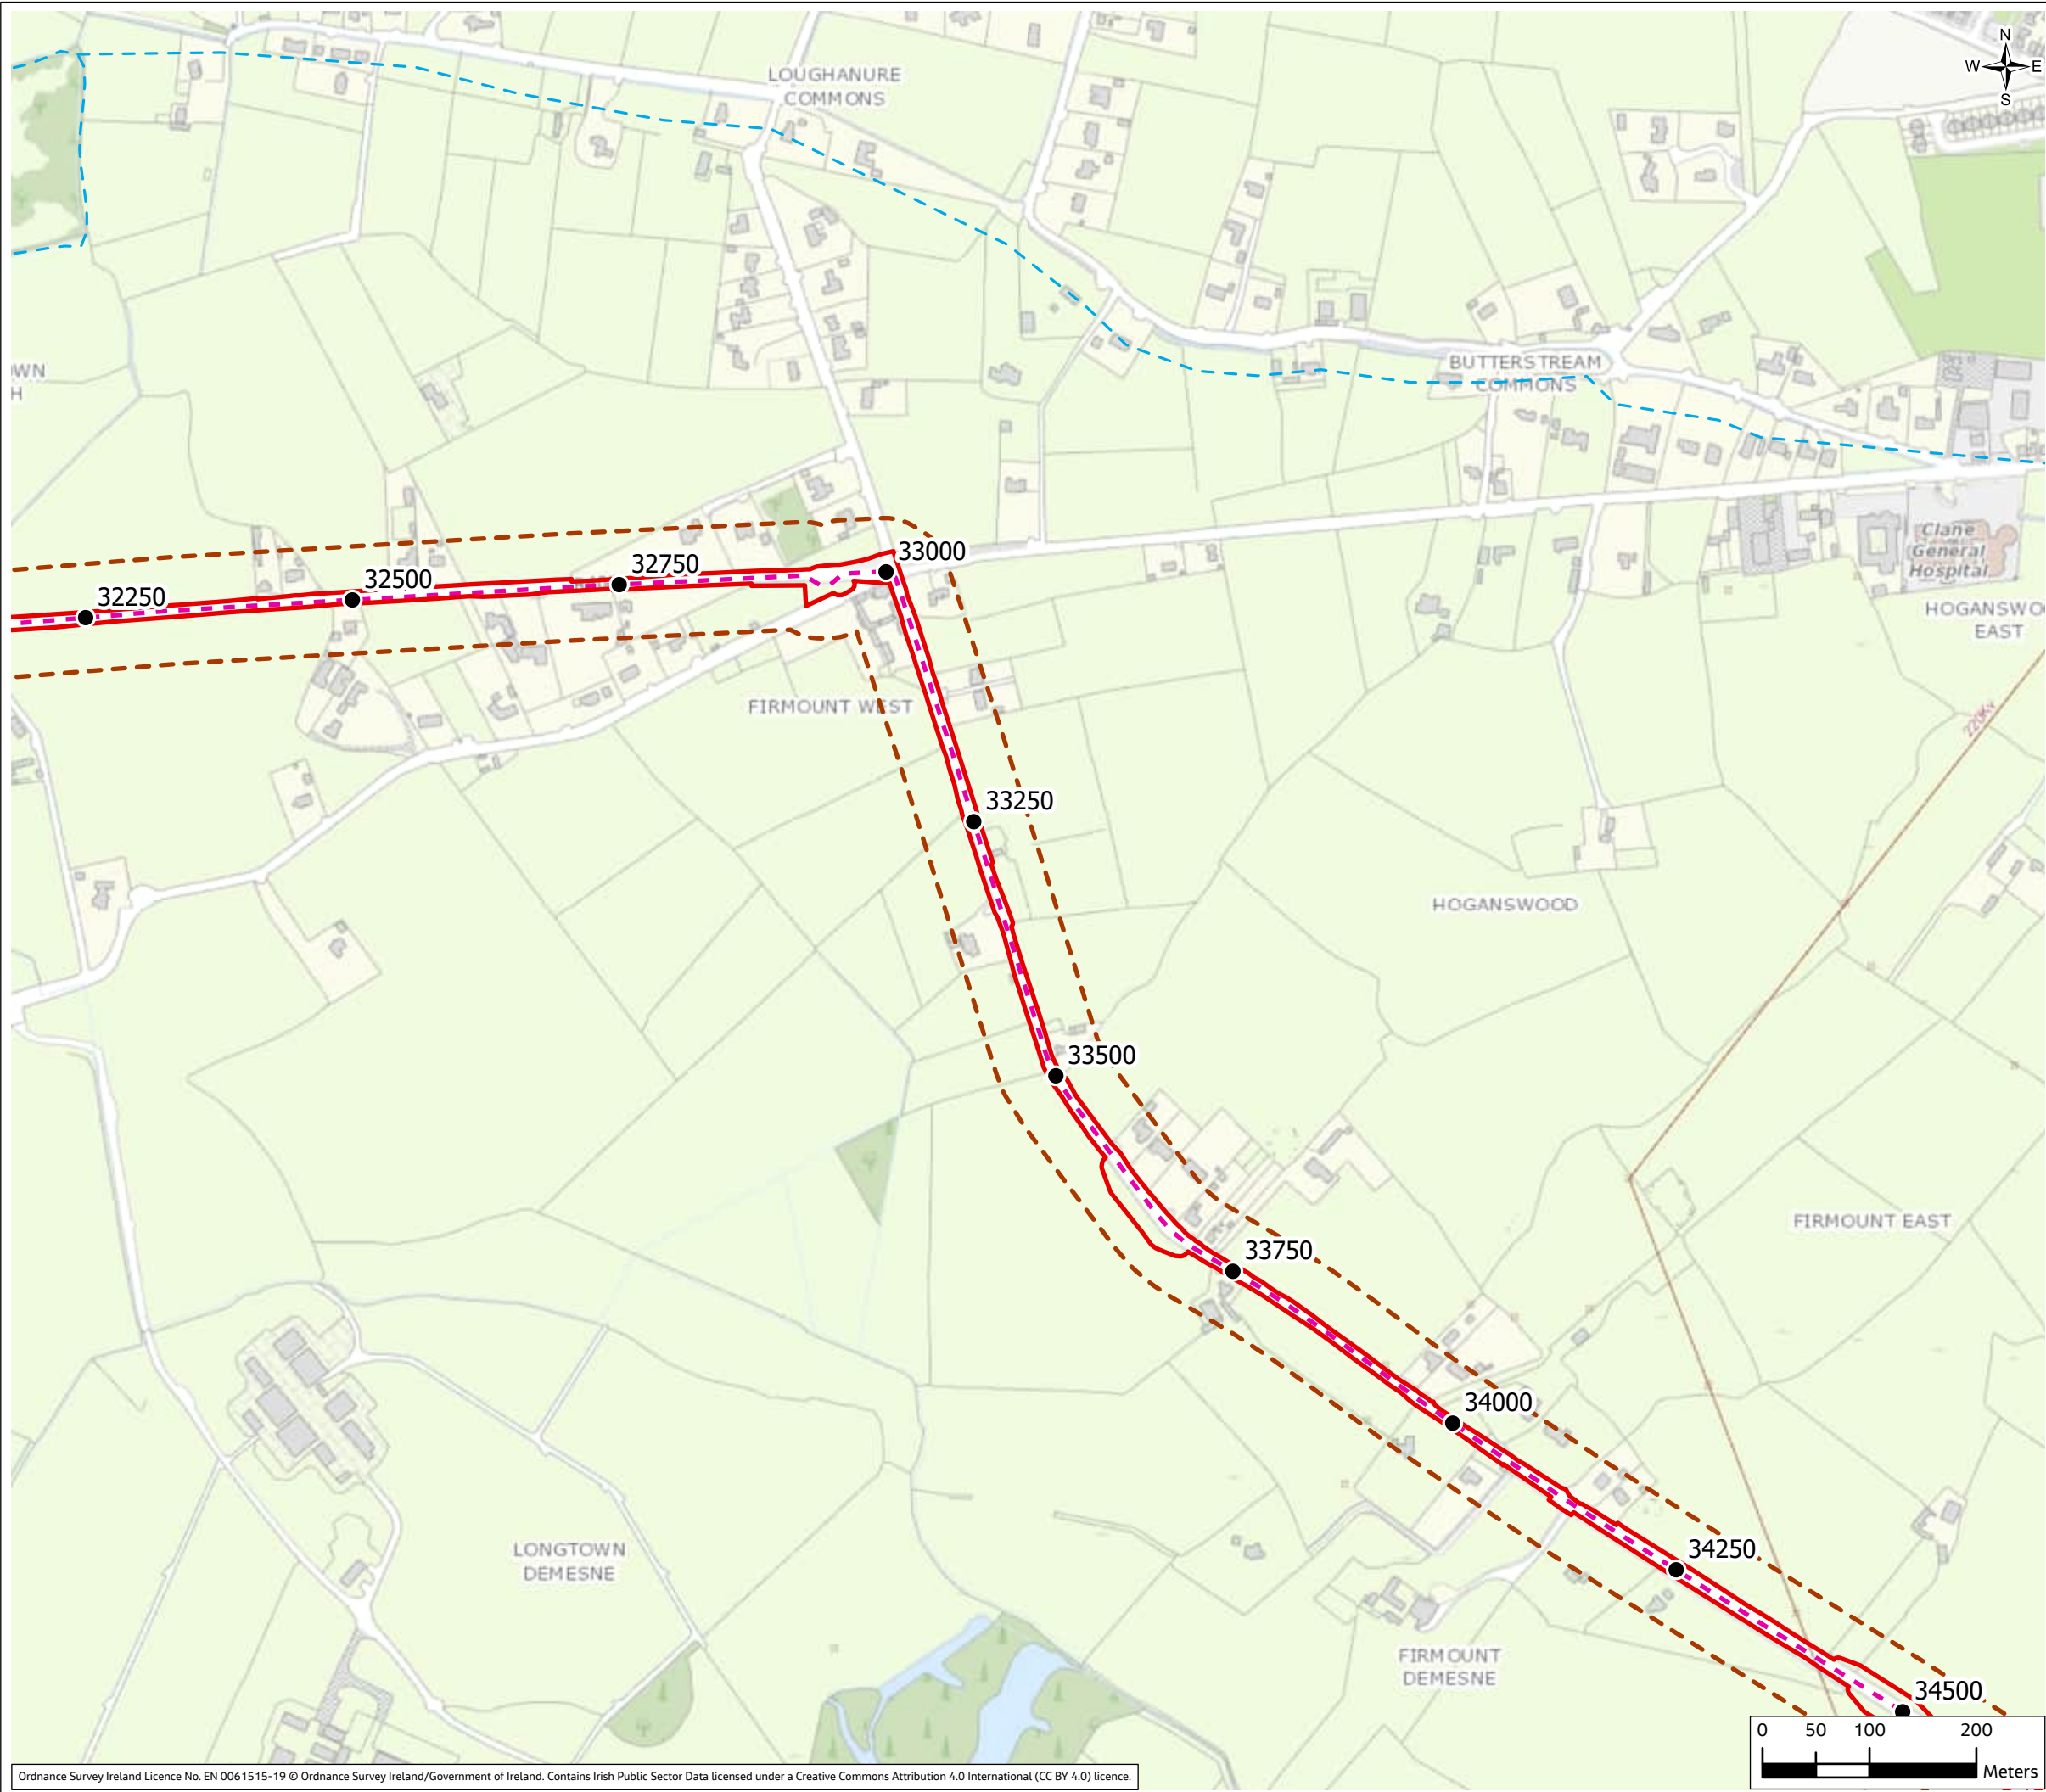 N
W E
S
LOUGHANURE
COMMONS
WN
H
BUTTERSTREAM
COMMONS
Clane
General
Hospital
33000
32750
32500
32250
HOGANSWO
EAST
FIRMOUNT WEST
220Kv
33250
HOGANSWOOD
33500
FIRMOUNT EAST
33750
34000
34250
LONGTOWN
DEMESNE
FIRMOUNT
DEMESNE
34500
0 50 100 200
Meters
Ordnance Survey Ireland Licence No. EN 0061515-19 © Ordnance Survey Ireland/Government of Ireland. Contains Irish Public Sector Data licensed under a Creative Commons Attribution 4.0 International (CC BY 4.0) licence.